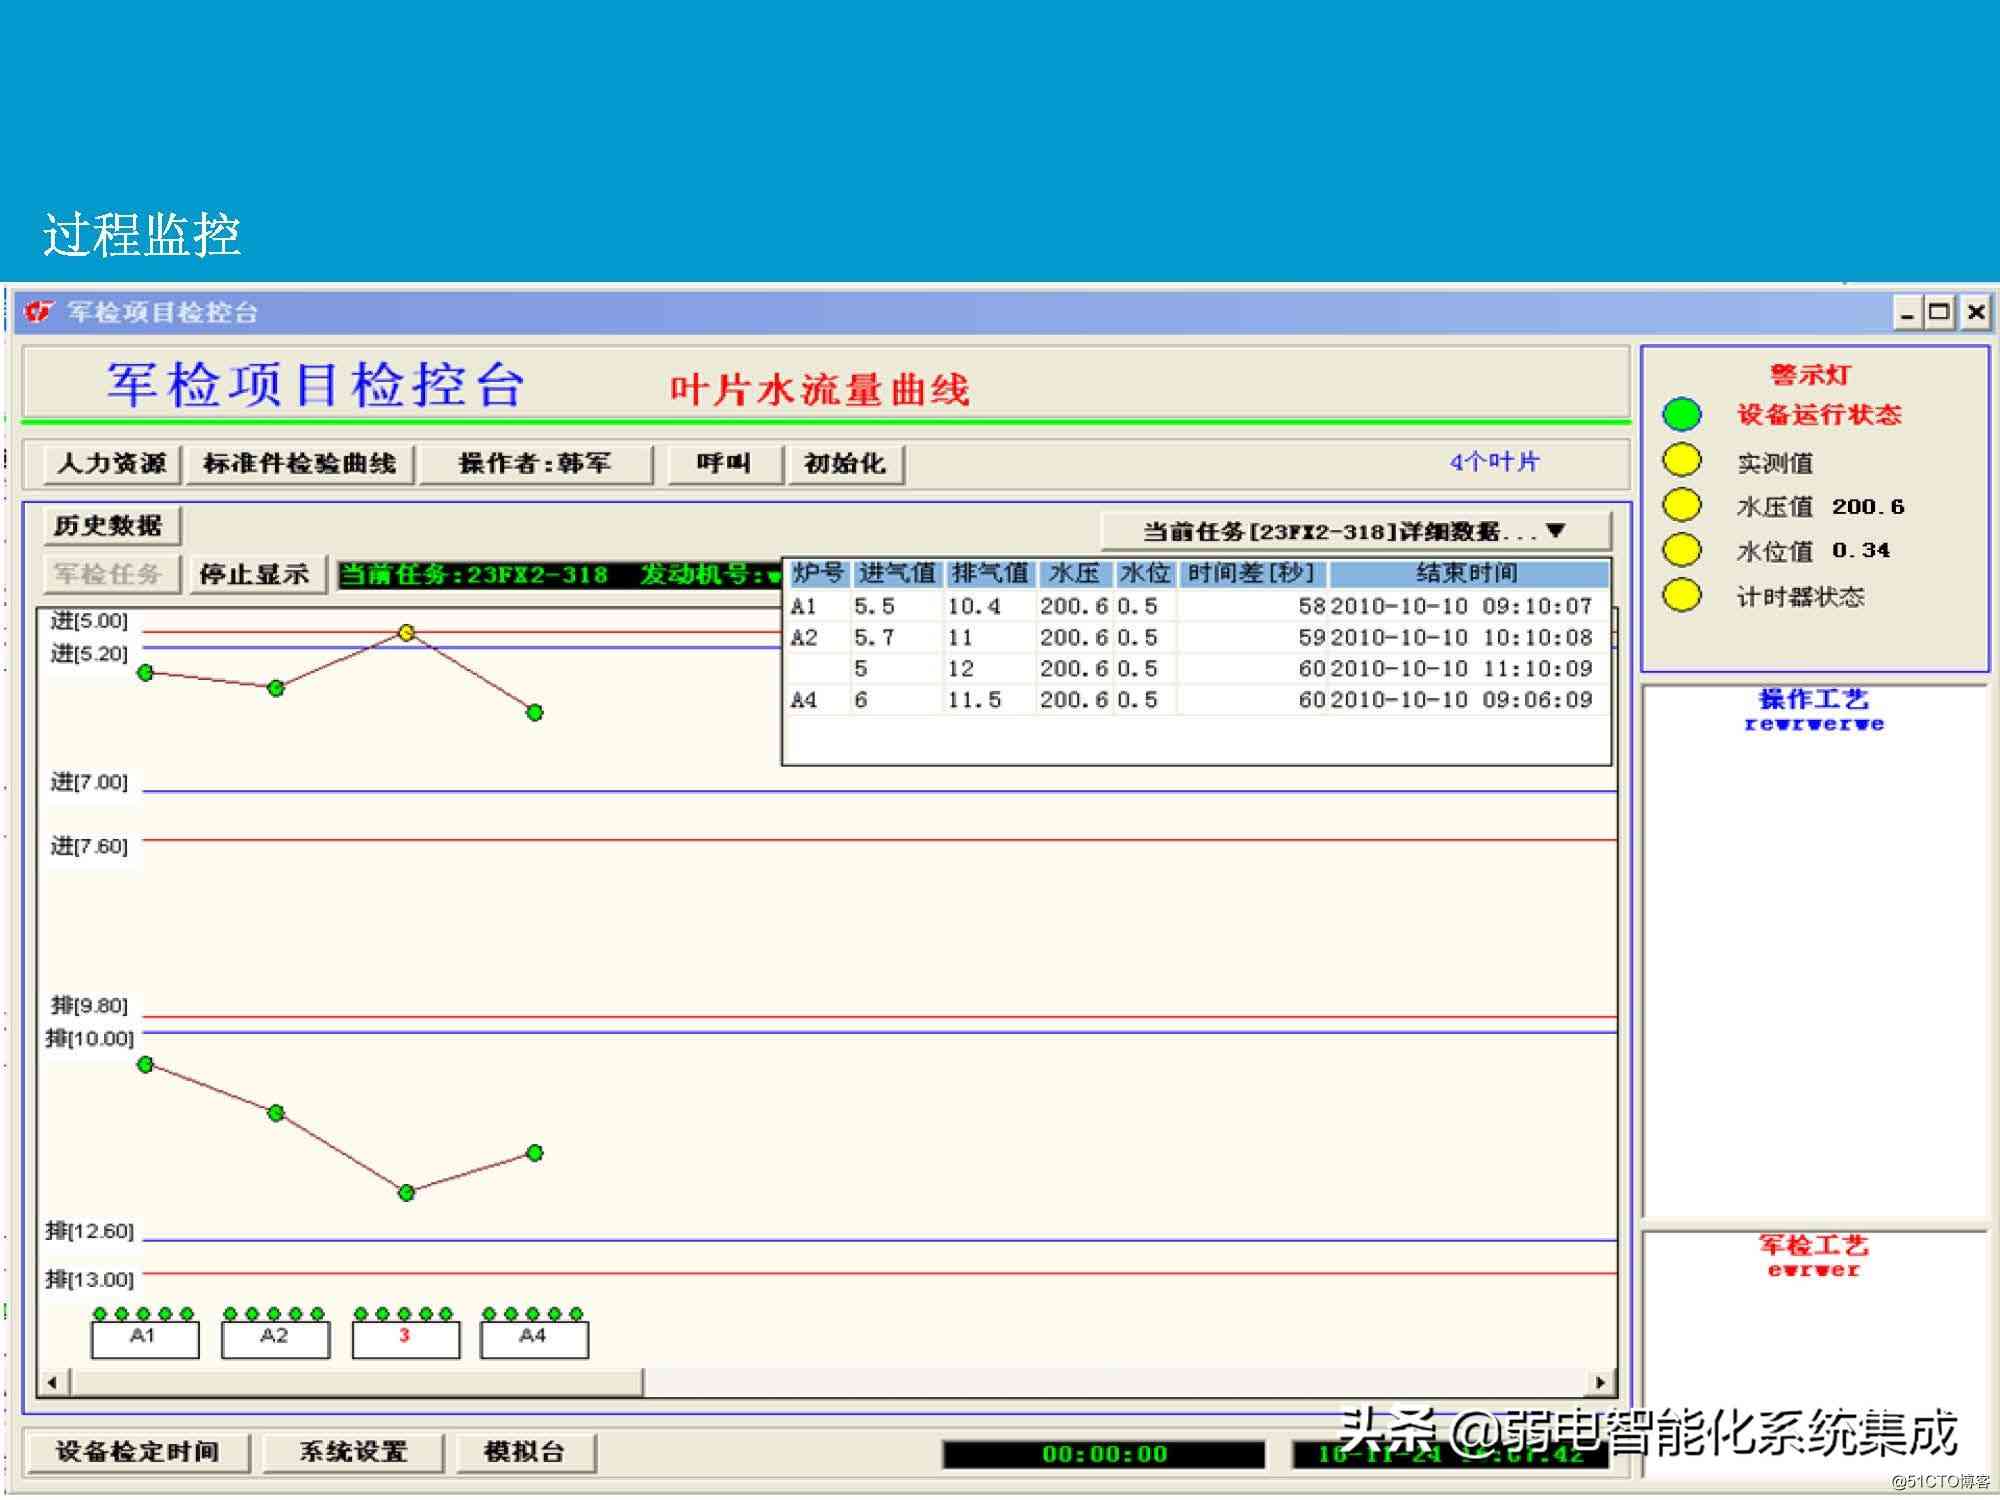 过程监控
军检项目检控台
军检项目检控台 叶片水流量曲线
人力资源 标准件检验曲线 操作者:韩军 呼叫 初始化 4个叶片
历史数据 当前任务[23FX2-318]详细数据...▼
军检任务 停止显示 当前任务:23FX2-318 发动机号:
炉号 进气值 排气值 水压 水位 时间差[秒] 结束时间
A1 5.5 10.4 200.6 0.5 58 2010-10-10 09:10:07
A2 5.7 11 200.6 0.5 59 2010-10-10 10:10:08
5 12 200.6 0.5 60 2010-10-10 11:10:09
A4 6 11.5 200.6 0.5 60 2010-10-10 09:06:09
进[5.00]
进[5.20]
进[7.00]
进[7.60]
排[9.80]
排[10.00]
排[12.60]
排[13.00]
A1 A2 3 A4
警示灯
设备运行状态
实测值
水压值 200.6
水位值 0.34
计时器状态
操作工艺
rewrwerwe
军检工艺
ewrwer
设备检定时间 系统设置 模拟台 00:00:00
头条 @弱电智能化系统集成
@51CTO博客